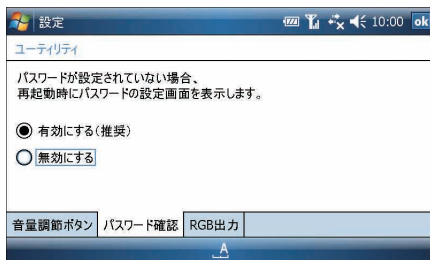 設定 10:00 ok
ユーティリティ
パスワードが設定されていない場合、
再起動時にパスワードの設定画面を表示します。
有効にする(推奨)
無効にする
音量調節ボタン パスワード確認 RGB出力
A